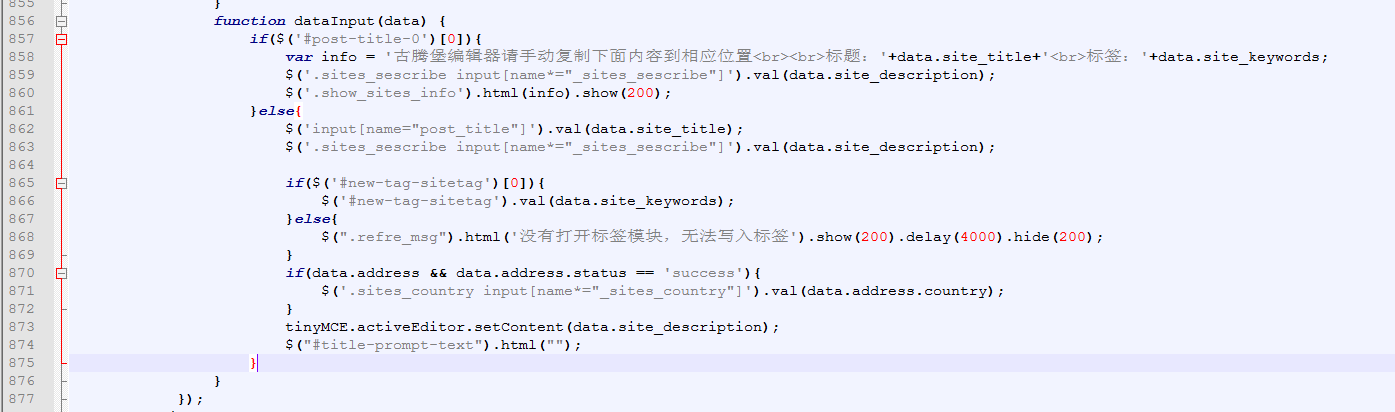 855 }
856 function dataInput(data) {
857 if($('#post-title-0')[0]){
858 var info = '古腾堡编辑器请手动复制下面内容到相应位置<br><br>标题：'+data.site_title+'<br>标签：'+data.site_keywords;
859 $('.sites_sescribe input[name*="_sites_sescribe"]').val(data.site_description);
860 $('.show_sites_info').html(info).show(200);
861 }else{
862 $('input[name="post_title"]').val(data.site_title);
863 $('.sites_sescribe input[name*="_sites_sescribe"]').val(data.site_description);
864
865 if($('#new-tag-sitetag')[0]){
866 $('#new-tag-sitetag').val(data.site_keywords);
867 }else{
868 $(".refre_msg").html('没有打开标签模块，无法写入标签').show(200).delay(4000).hide(200);
869 }
870 if(data.address && data.address.status == 'success'){
871 $('.sites_country input[name*="_sites_country"]').val(data.address.country);
872 }
873 tinyMCE.activeEditor.setContent(data.site_description);
874 $("#title-prompt-text").html("");
875 }
876 }
877 });